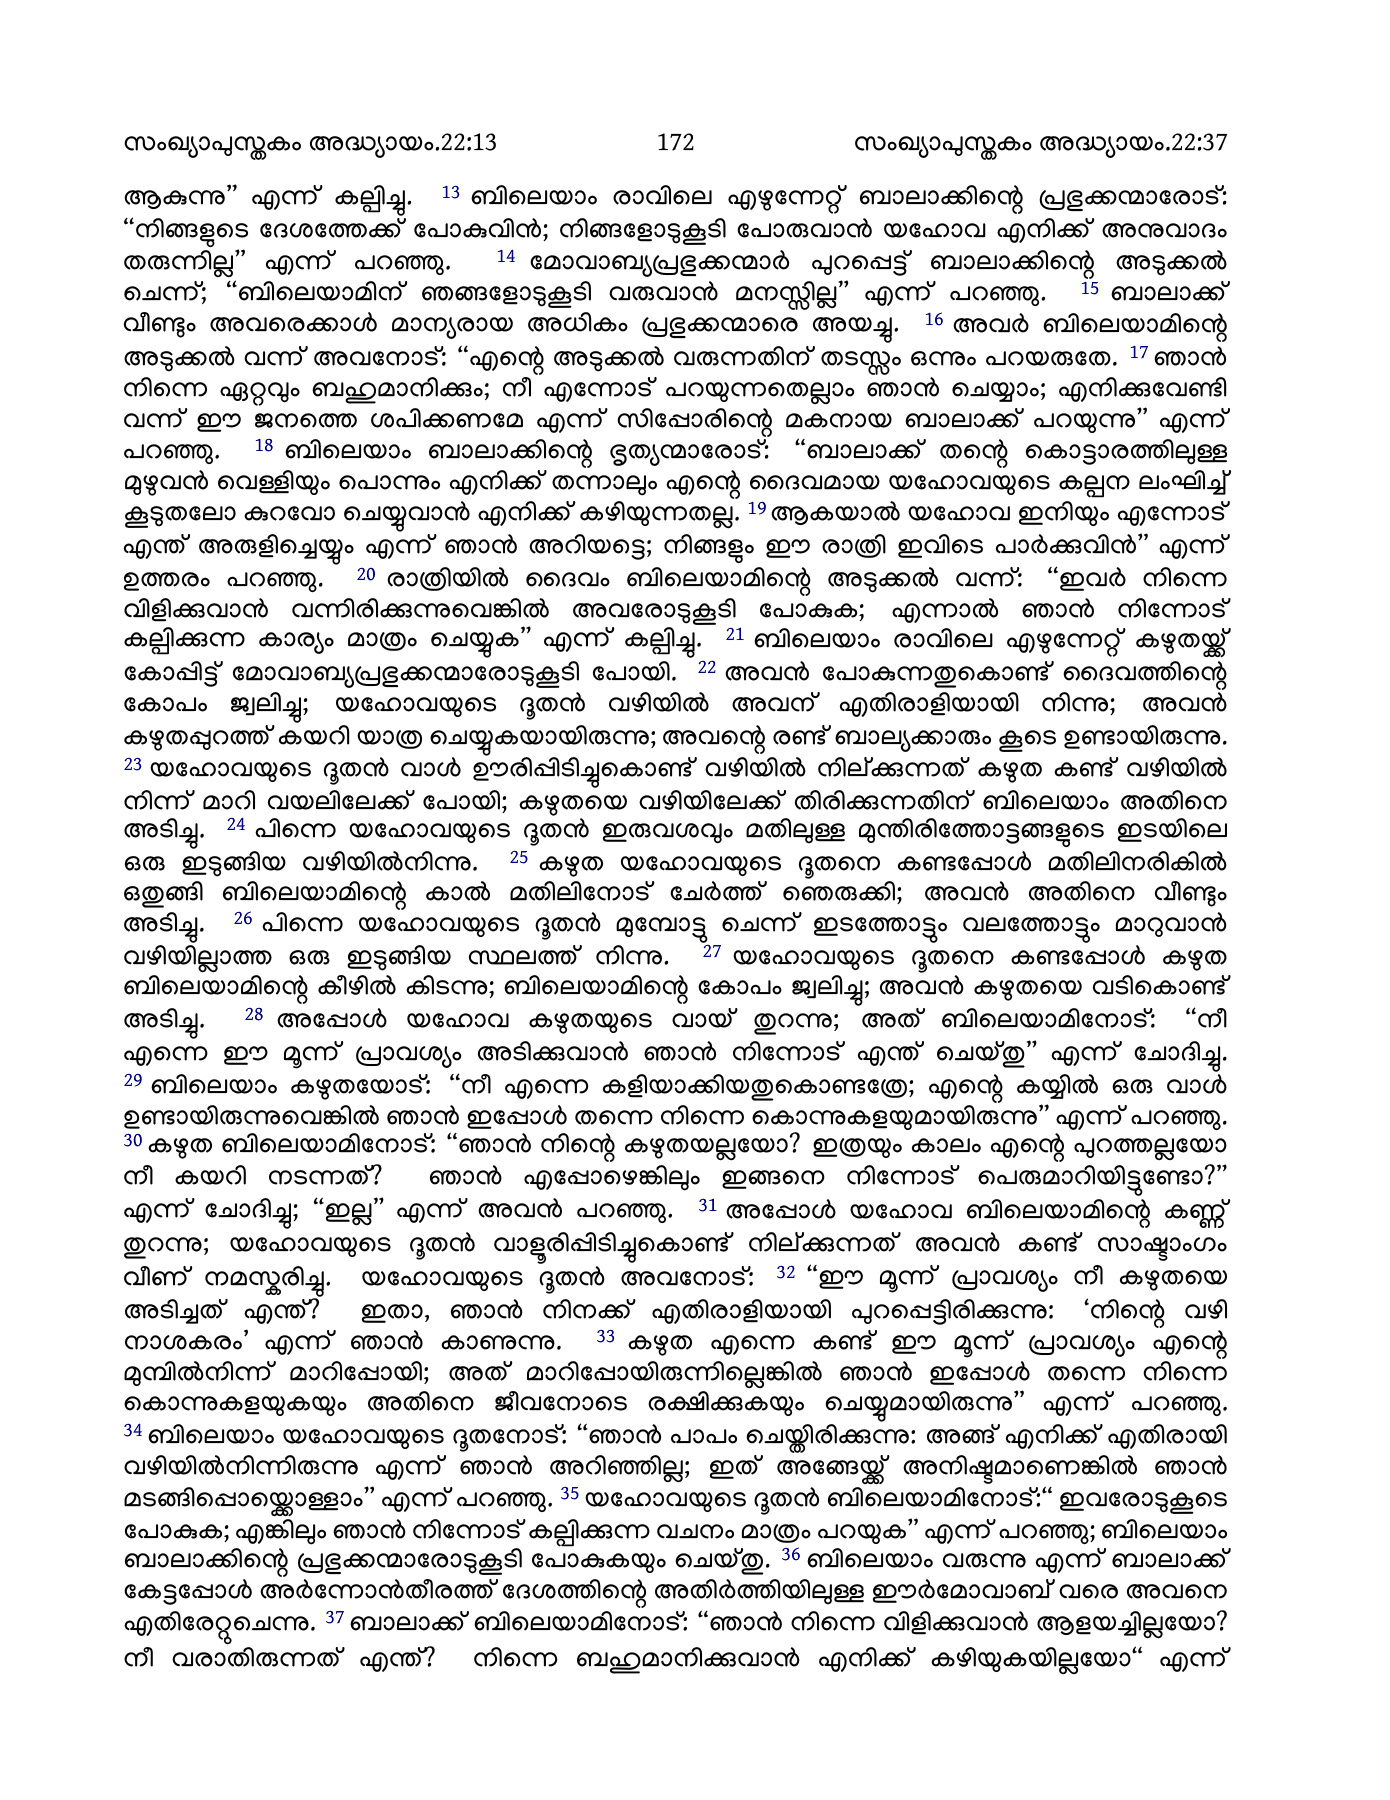 സംഖ്യാപുസ്തകം അദ്ധ്യായം.22:13 172 സംഖ്യാപുസ്തകം അദ്ധ്യായം.22:37
ആകുന്നു” എന്ന് കല്പിച്ചു. 13 ബിലെയാം രാവിലെ എഴുന്നേറ്റ് ബാലാക്കിന്റെ പ്രഭുക്കന്മാരോട്:
“നിങ്ങളുടെ ദേശത്തേക്ക് പോകുവിൻ; നിങ്ങളോടുകൂടി പോരുവാൻ യഹോവ എനിക്ക് അനുവാദം
തരുന്നില്ല” എന്ന് പറഞ്ഞു. 14 മോവാബ്യപ്രഭുക്കന്മാർ പുറപ്പെട്ട് ബാലാക്കിന്റെ അടുക്കൽ
ചെന്ന്; “ബിലെയാമിന് ഞങ്ങളോടുകൂടി വരുവാൻ മനസ്സില്ല” എന്ന് പറഞ്ഞു. 15 ബാലാക്ക്
വീണ്ടും അവരെക്കാൾ മാന്യരായ അധികം പ്രഭുക്കന്മാരെ അയച്ചു. 16 അവർ ബിലെയാമിന്റെ
അടുക്കൽ വന്ന് അവനോട്: “എന്റെ അടുക്കൽ വരുന്നതിന് തടസ്സം ഒന്നും പറയരുതേ. 17 ഞാൻ
നിന്നെ ഏറ്റവും ബഹുമാനിക്കും; നീ എന്നോട് പറയുന്നതെല്ലാം ഞാൻ ചെയ്യാം; എനിക്കുവേണ്ടി
വന്ന് ഈ ജനത്തെ ശപിക്കണമേ എന്ന് സിപ്പോരിന്റെ മകനായ ബാലാക്ക് പറയുന്നു” എന്ന്
പറഞ്ഞു. 18 ബിലെയാം ബാലാക്കിന്റെ ഭൃത്യന്മാരോട്: “ബാലാക്ക് തന്റെ കൊട്ടാരത്തിലുള്ള
മുഴുവൻ വെള്ളിയും പൊന്നും എനിക്ക് തന്നാലും എന്റെ ദൈവമായ യഹോവയുടെ കല്പന ലംഘിച്ച്
കൂടുതലോ കുറവോ ചെയ്യുവാൻ എനിക്ക് കഴിയുന്നതല്ല. 19 ആകയാൽ യഹോവ ഇനിയും എന്നോട്
എന്ത് അരുളിച്ചെയ്യും എന്ന് ഞാൻ അറിയട്ടെ; നിങ്ങളും ഈ രാത്രി ഇവിടെ പാർക്കുവിൻ” എന്ന്
ഉത്തരം പറഞ്ഞു. 20 രാത്രിയിൽ ദൈവം ബിലെയാമിന്റെ അടുക്കൽ വന്ന്: “ഇവർ നിന്നെ
വിളിക്കുവാൻ വന്നിരിക്കുന്നുവെങ്കിൽ അവരോടുകൂടി പോകുക; എന്നാൽ ഞാൻ നിന്നോട്
കല്പിക്കുന്ന കാര്യം മാത്രം ചെയ്യുക” എന്ന് കല്പിച്ചു. 21 ബിലെയാം രാവിലെ എഴുന്നേറ്റ് കഴുതയ്ക്ക്
കോപ്പിട്ട് മോവാബ്യപ്രഭുക്കന്മാരോടുകൂടി പോയി. 22 അവൻ പോകുന്നതുകൊണ്ട് ദൈവത്തിന്റെ
കോപം ജ്വലിച്ചു; യഹോവയുടെ ദൂതൻ വഴിയിൽ അവന് എതിരാളിയായി നിന്നു; അവൻ
കഴുതപ്പുറത്ത് കയറി യാത്ര ചെയ്യുകയായിരുന്നു; അവന്റെ രണ്ട് ബാല്യക്കാരും കൂടെ ഉണ്ടായിരുന്നു.
23 യഹോവയുടെ ദൂതൻ വാൾ ഊരിപ്പിടിച്ചുകൊണ്ട് വഴിയിൽ നില്ക്കുന്നത് കഴുത കണ്ട് വഴിയിൽ
നിന്ന് മാറി വയലിലേക്ക് പോയി; കഴുതയെ വഴിയിലേക്ക് തിരിക്കുന്നതിന് ബിലെയാം അതിനെ
അടിച്ചു. 24 പിന്നെ യഹോവയുടെ ദൂതൻ ഇരുവശവും മതിലുള്ള മുന്തിരിത്തോട്ടങ്ങളുടെ ഇടയിലെ
ഒരു ഇടുങ്ങിയ വഴിയിൽനിന്നു. 25 കഴുത യഹോവയുടെ ദൂതനെ കണ്ടപ്പോൾ മതിലിനരികിൽ
ഒതുങ്ങി ബിലെയാമിന്റെ കാൽ മതിലിനോട് ചേർത്ത് ഞെരുക്കി; അവൻ അതിനെ വീണ്ടും
അടിച്ചു. 26 പിന്നെ യഹോവയുടെ ദൂതൻ മുമ്പോട്ടു ചെന്ന് ഇടത്തോട്ടും വലത്തോട്ടും മാറുവാൻ
വഴിയില്ലാത്ത ഒരു ഇടുങ്ങിയ സ്ഥലത്ത് നിന്നു. 27 യഹോവയുടെ ദൂതനെ കണ്ടപ്പോൾ കഴുത
ബിലെയാമിന്റെ കീഴിൽ കിടന്നു; ബിലെയാമിന്റെ കോപം ജ്വലിച്ചു; അവൻ കഴുതയെ വടികൊണ്ട്
അടിച്ചു. 28 അപ്പോൾ യഹോവ കഴുതയുടെ വായ് തുറന്നു; അത് ബിലെയാമിനോട്: “നീ
എന്നെ ഈ മൂന്ന് പ്രാവശ്യം അടിക്കുവാൻ ഞാൻ നിന്നോട് എന്ത് ചെയ്തു” എന്ന് ചോദിച്ചു.
29 ബിലെയാം കഴുതയോട്: “നീ എന്നെ കളിയാക്കിയതുകൊണ്ടത്രേ; എന്റെ കയ്യിൽ ഒരു വാൾ
ഉണ്ടായിരുന്നുവെങ്കിൽ ഞാൻ ഇപ്പോൾ തന്നെ നിന്നെ കൊന്നുകളയുമായിരുന്നു” എന്ന് പറഞ്ഞു.
30 കഴുത ബിലെയാമിനോട്: “ഞാൻ നിന്റെ കഴുതയല്ലയോ? ഇത്രയും കാലം എന്റെ പുറത്തല്ലയോ
നീ കയറി നടന്നത്? ഞാൻ എപ്പോഴെങ്കിലും ഇങ്ങനെ നിന്നോട് പെരുമാറിയിട്ടുണ്ടോ?”
എന്ന് ചോദിച്ചു; “ഇല്ല” എന്ന് അവൻ പറഞ്ഞു. 31 അപ്പോൾ യഹോവ ബിലെയാമിന്റെ കണ്ണ്
തുറന്നു; യഹോവയുടെ ദൂതൻ വാളൂരിപ്പിടിച്ചുകൊണ്ട് നില്ക്കുന്നത് അവൻ കണ്ട് സാഷ്ടാംഗം
വീണ് നമസ്കരിച്ചു. യഹോവയുടെ ദൂതൻ അവനോട്: 32 “ഈ മൂന്ന് പ്രാവശ്യം നീ കഴുതയെ
അടിച്ചത് എന്ത്? ഇതാ, ഞാൻ നിനക്ക് എതിരാളിയായി പുറപ്പെട്ടിരിക്കുന്നു: ‘നിന്റെ വഴി
നാശകരം’ എന്ന് ഞാൻ കാണുന്നു. 33 കഴുത എന്നെ കണ്ട് ഈ മൂന്ന് പ്രാവശ്യം എന്റെ
മുമ്പിൽനിന്ന് മാറിപ്പോയി; അത് മാറിപ്പോയിരുന്നില്ലെങ്കിൽ ഞാൻ ഇപ്പോൾ തന്നെ നിന്നെ
കൊന്നുകളയുകയും അതിനെ ജീവനോടെ രക്ഷിക്കുകയും ചെയ്യുമായിരുന്നു” എന്ന് പറഞ്ഞു.
34 ബിലെയാം യഹോവയുടെ ദൂതനോട്: “ഞാൻ പാപം ചെയ്തിരിക്കുന്നു: അങ്ങ് എനിക്ക് എതിരായി
വഴിയിൽനിന്നിരുന്നു എന്ന് ഞാൻ അറിഞ്ഞില്ല; ഇത് അങ്ങേയ്ക്ക് അനിഷ്ടമാണെങ്കിൽ ഞാൻ
മടങ്ങിപ്പൊയ്ക്കൊള്ളാം” എന്ന് പറഞ്ഞു. 35 യഹോവയുടെ ദൂതൻ ബിലെയാമിനോട്:“ ഇവരോടുകൂടെ
പോകുക; എങ്കിലും ഞാൻ നിന്നോട് കല്പിക്കുന്ന വചനം മാത്രം പറയുക” എന്ന് പറഞ്ഞു; ബിലെയാം
ബാലാക്കിന്റെ പ്രഭുക്കന്മാരോടുകൂടി പോകുകയും ചെയ്തു. 36 ബിലെയാം വരുന്നു എന്ന് ബാലാക്ക്
കേട്ടപ്പോൾ അർന്നോൻതീരത്ത് ദേശത്തിന്റെ അതിർത്തിയിലുള്ള ഈർമോവാബ് വരെ അവനെ
എതിരേറ്റുചെന്നു. 37 ബാലാക്ക് ബിലെയാമിനോട്: “ഞാൻ നിന്നെ വിളിക്കുവാൻ ആളയച്ചില്ലയോ?
നീ വരാതിരുന്നത് എന്ത്? നിന്നെ ബഹുമാനിക്കുവാൻ എനിക്ക് കഴിയുകയില്ലയോ“ എന്ന്